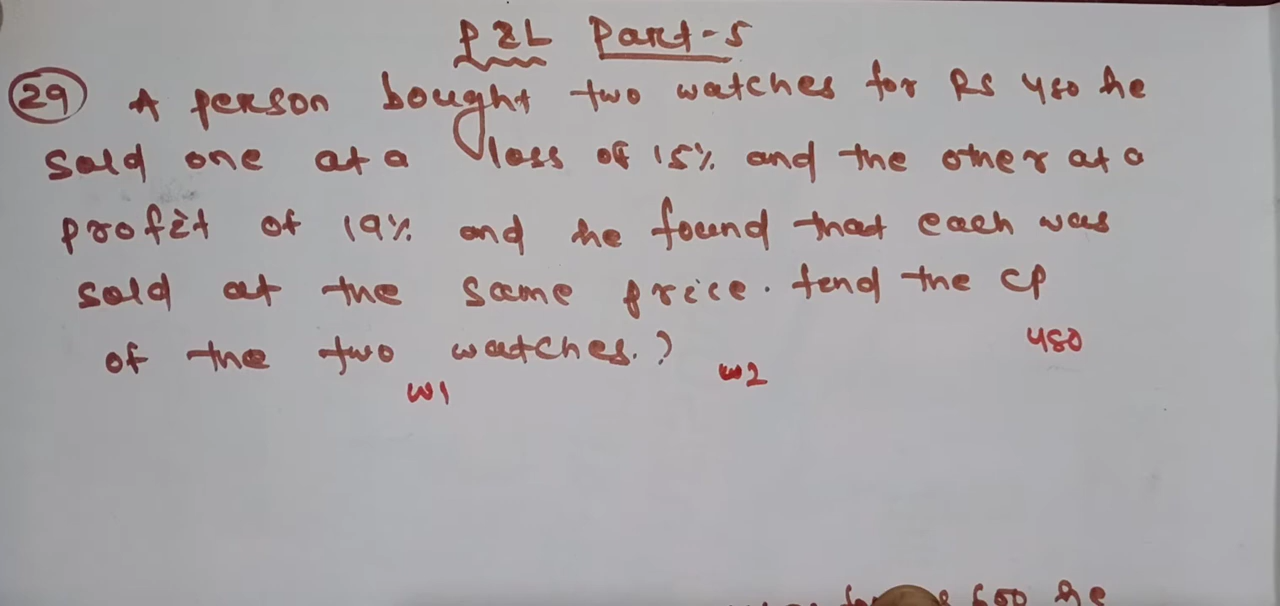 P&L Part-5
29 A person bought two watches for RS 480 he
Sold one at a loss of 15% and the other at a
profit of 19% and he found that each was
sold at the same price. find the CP
of the two watches.?
480
W1 W2
600 he